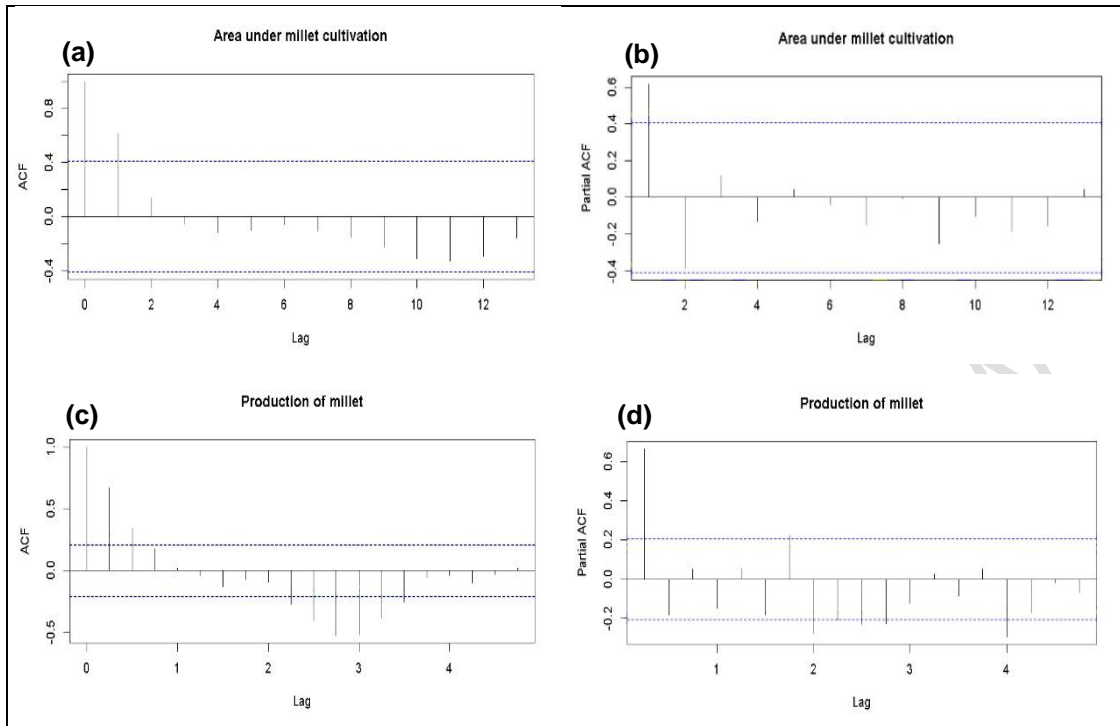 (a)
Area under millet cultivation
ACF
0.8
0.4
0.0
-0.4
0 2 4 6 8 10 12
Lag
(b)
Area under millet cultivation
Partial ACF
0.6
0.4
0.2
0.0
-0.2
-0.4
2 4 6 8 10 12
Lag
(c)
Production of millet
ACF
1.0
0.5
0.0
-0.5
0 1 2 3 4
Lag
(d)
Production of millet
Partial ACF
0.6
0.4
0.2
0.0
-0.2
1 2 3 4
Lag